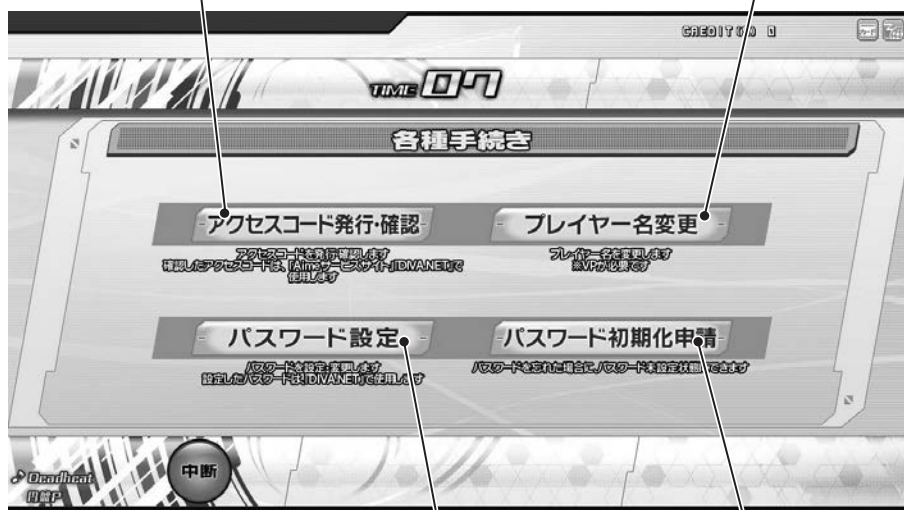 CREDIT(S) 0
TIME 07
各種手続き
アクセスコード発行・確認
プレイヤー名変更
アクセスコードを発行・確認します
確認したアクセスコードは、「Aimeサービスサイト」「DIVA.NET」で
使用します
プレイヤー名を変更します
※VPが必要です
パスワード設定
パスワード初期化申請
パスワードを設定・変更します
設定したパスワードは、「DIVA.NET」で使用します
パスワードを忘れた場合に、パスワード未設定状態にできます
中断
Deadheat